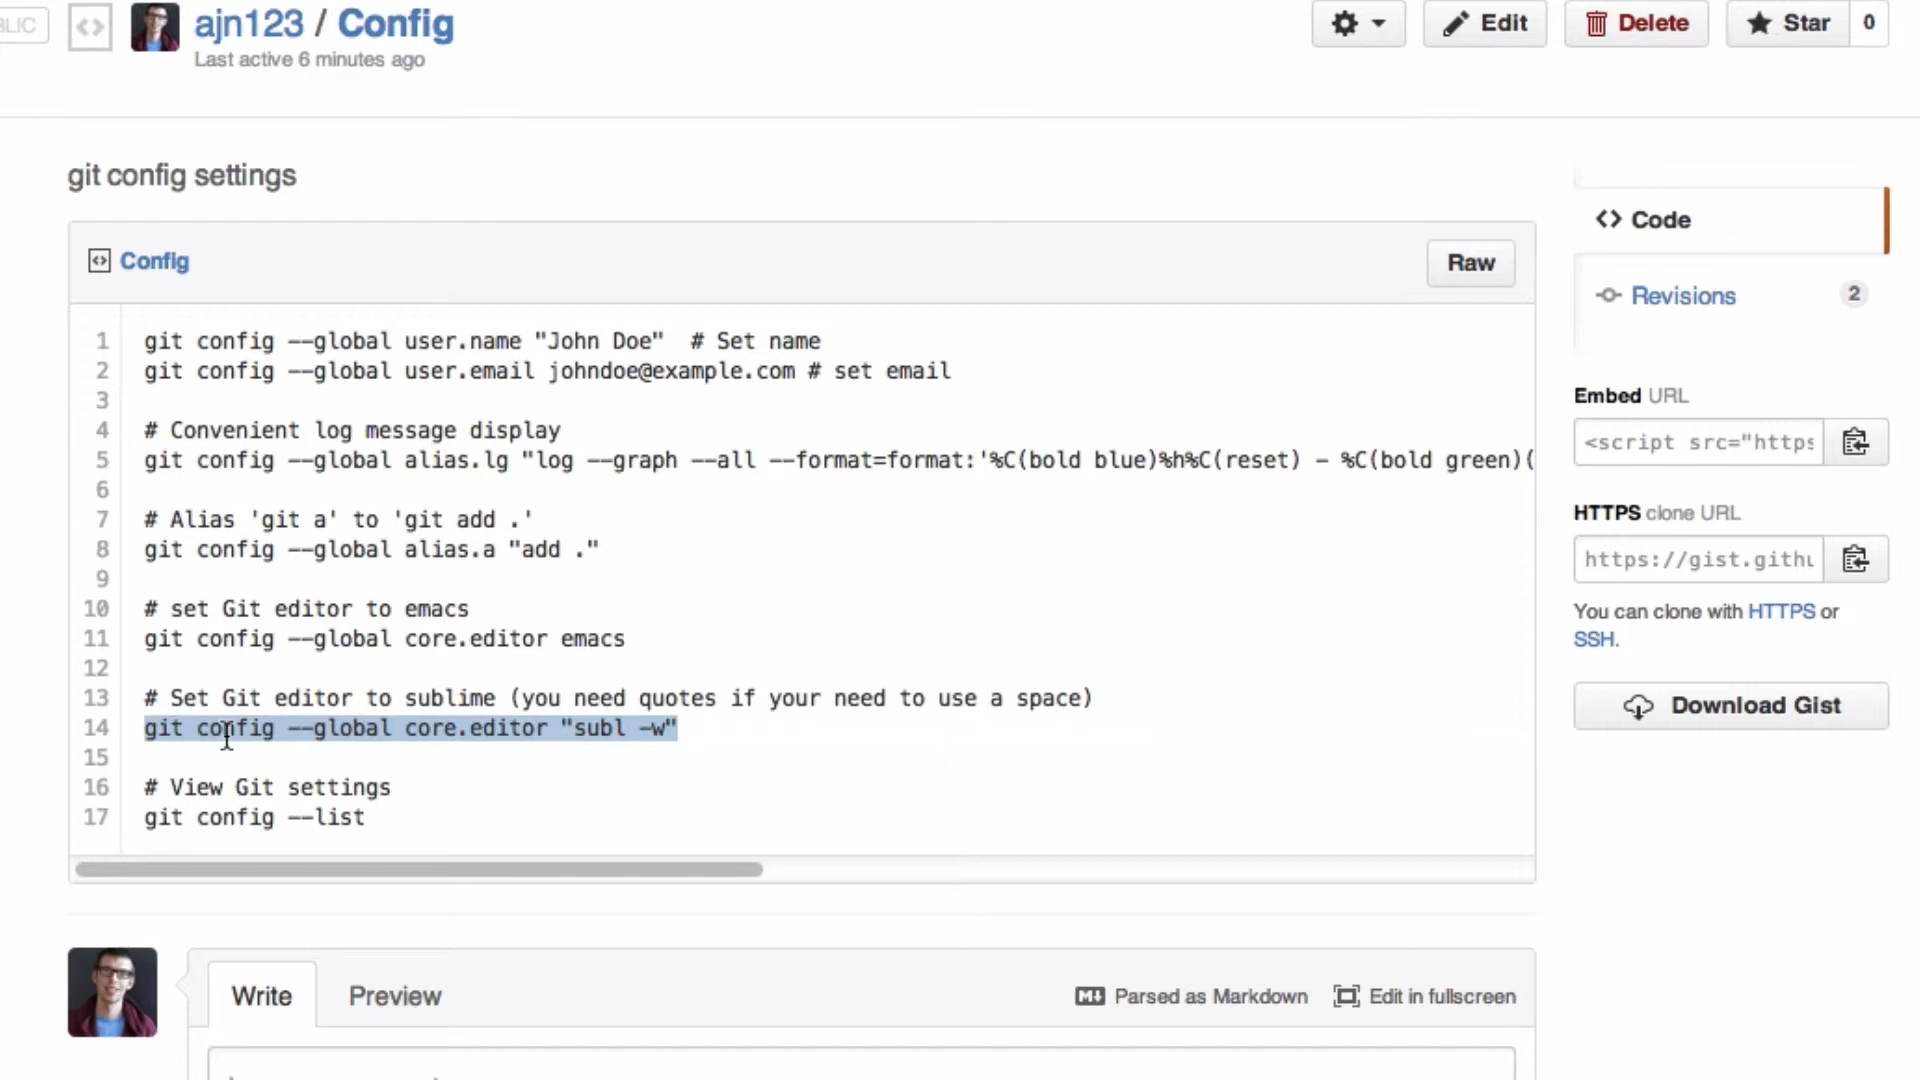 BLIC
ajn123 / Config
Last active 6 minutes ago
Edit
Delete
Star
0
git config settings
Config
Raw
1 git config --global user.name "John Doe"  # Set name
2 git config --global user.email johndoe@example.com # set email
3
4 # Convenient log message display
5 git config --global alias.lg "log --graph --all --format=format:'%C(bold blue)%h%C(reset) - %C(bold green)(
6
7 # Alias 'git a' to 'git add .'
8 git config --global alias.a "add ."
9
10 # set Git editor to emacs
11 git config --global core.editor emacs
12
13 # Set Git editor to sublime (you need quotes if your need to use a space)
14 git config --global core.editor "subl -w"
15
16 # View Git settings
17 git config --list
Code
Revisions 2
Embed URL
<script src="https
HTTPS clone URL
https://gist.githu
You can clone with HTTPS or
SSH.
Download Gist
Write
Preview
Parsed as Markdown
Edit in fullscreen